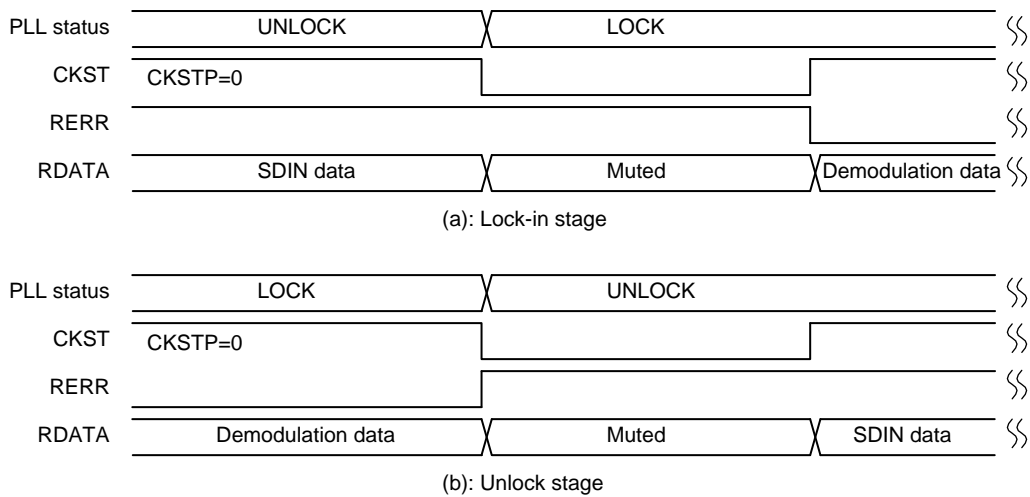 PLL status UNLOCK LOCK
CKST CKSTP=0
RERR
RDATA SDIN data Muted Demodulation data
(a): Lock-in stage
PLL status LOCK UNLOCK
CKST CKSTP=0
RERR
RDATA Demodulation data Muted SDIN data
(b): Unlock stage